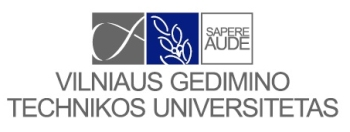 SAPERE
AUDE
VILNIAUS GEDIMINO
TECHNIKOS UNIVERSITETAS